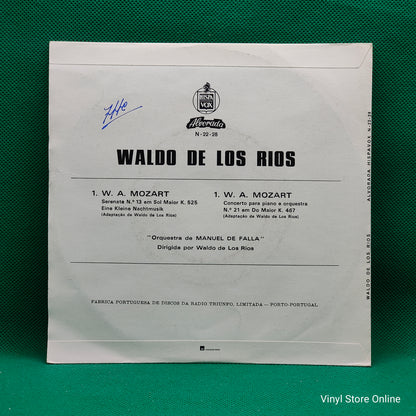 HISPA
VOX
Alvorada
N - 22 - 28
WALDO DE LOS RIOS
1. W. A. MOZART
Serenata N.º 13 em Sol Maior K. 525
Eine Kleine Nachtmusik
(Adaptação de Waldo de Los Rios)
1. W. A. MOZART
Concerto para piano e orquestra
N.º 21 em Do Maior K. 467
(Adaptação de Waldo de Los Rios)
"Orquestra de MANUEL DE FALLA"
Dirigida por Waldo de Los Rios
FABRICA PORTUGUESA DE DISCOS DA RADIO TRIUNFO, LIMITADA — PORTO-PORTUGAL
ALVORADA HISPAVOX N-22-28
WALDO DE LOS RIOS
Vinyl Store Online